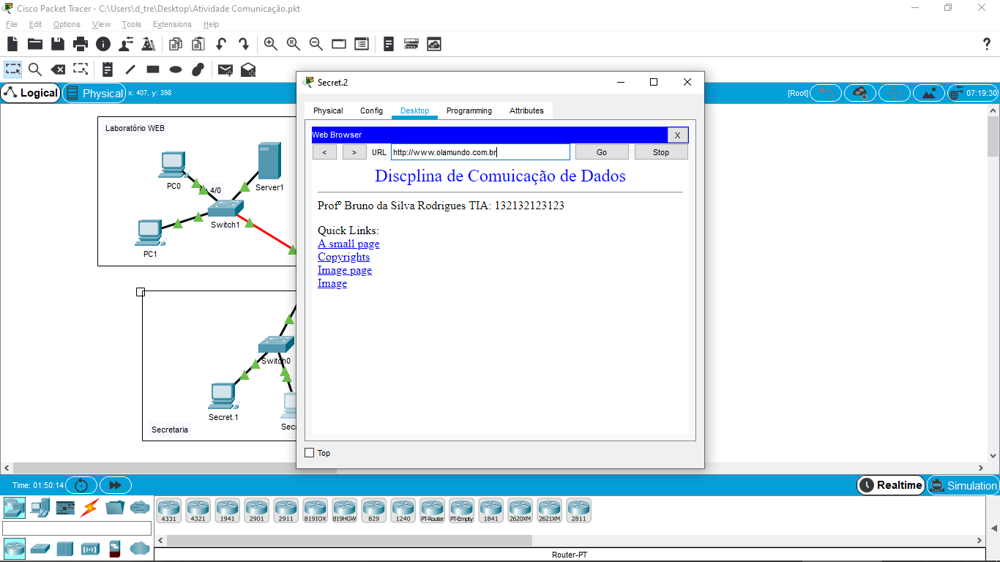 Cisco Packet Tracer - C:\Users\d_tre\Desktop\Atividade Comunicação.pkt
File Edit Options View Tools Extensions Help
?
Logical Physical x: 407, y: 398 [Root] 07:19:30
Secret.2
Physical Config Desktop Programming Attributes
Web Browser X
< > URL http://www.olamundo.com.br Go Stop
Discplina de Comuicação de Dados
Profº Bruno da Silva Rodrigues TIA: 132132123123
Quick Links:
A small page
Copyrights
Image page
Image
Top
Laboratório WEB
PC0
4/0
Server1
Switch1
PC1
Switch0
Secret.1
Sec
Secretaria
Time: 01:50:14 Realtime Simulation
4331 4321 1941 2901 2911 819IOX 819HGW 829 1240 PT-Router PT-Empty 1841 2620XM 2621XM 2811
Router-PT